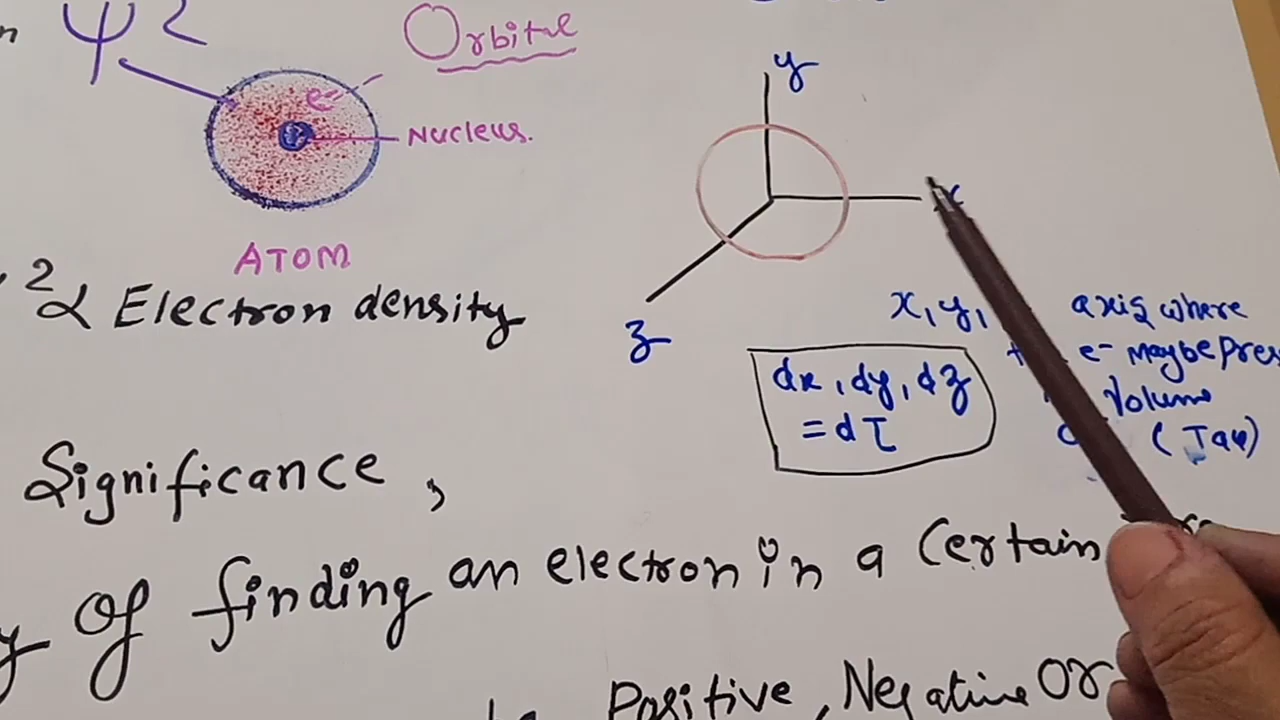 n ψ2
Orbital
e-
Nucleus.
ATOM
y
x
z
2 α Electron density
x, y,
axis where
e- Maybe Pres
Volume
(Tau)
dx, dy, dz
= dτ
Significance,
y of finding an electron in a certain
Positive, Negative Or